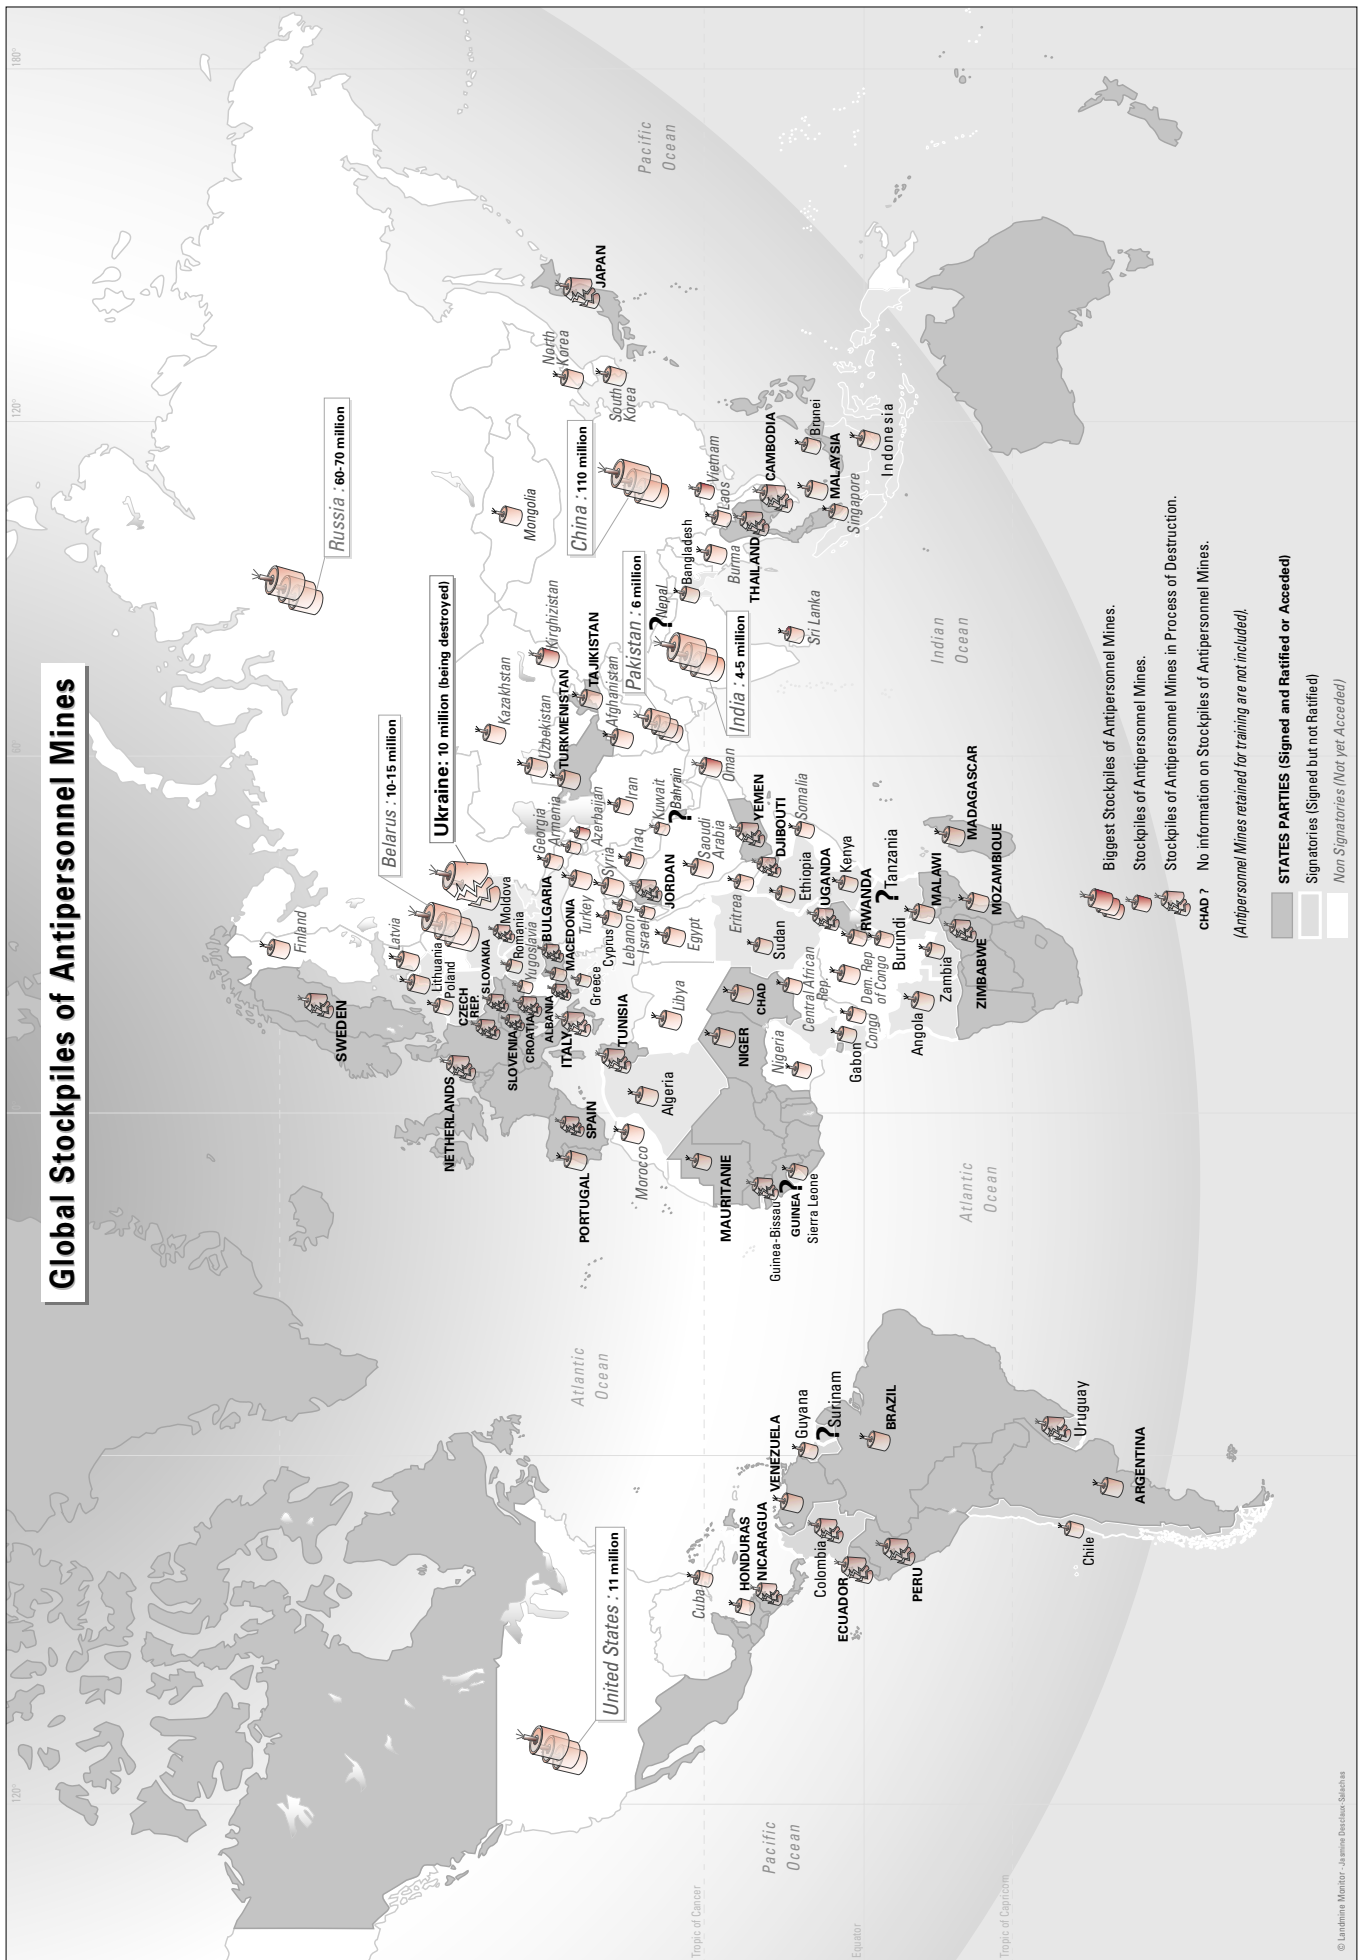 Global Stockpiles of Antipersonnel Mines
120°
60°
120°
180°
Russia : 60-70 million
Belarus : 10-15 million
Ukraine: 10 million (being destroyed)
China : 110 million
Pakistan : 6 million
India : 4-5 million
United States : 11 million
Finland
SWEDEN
Latvia
Lithuania
Poland
CZECH
REP.
SLOVAKIA
NETHERLANDS
Moldova
Romania
Yugoslavia
BULGARIA
MACEDONIA
SLOVENIA
CROATIA
ALBANIA
ITALY
Greece
SPAIN
PORTUGAL
Georgia
Armenia
Azerbaijan
Turkey
Cyprus
Syria
Lebanon
Israel
JORDAN
Iraq
Iran
Kuwait
? Bahrain
Saudi
Arabia
Oman
YEMEN
Kazakhstan
Uzbekistan
TURKMENISTAN
Kirghizistan
TAJIKISTAN
Afghanistan
Mongolia
North
Korea
South
Korea
JAPAN
? Nepal
Bangladesh
Burma
Sri Lanka
Laos
Vietnam
THAILAND
CAMBODIA
MALAYSIA
Singapore
Brunei
Indonesia
TUNISIA
Algeria
Morocco
Libya
Egypt
MAURITANIE
NIGER
CHAD
Sudan
Eritrea
DJIBOUTI
Ethiopia
Somalia
Guinea-Bissau
GUINEA ?
Sierra Leone
Nigeria
Central African
Rep.
Gabon
Congo
Dem. Rep
of Congo
UGANDA
Kenya
RWANDA
Burundi
? Tanzania
Angola
Zambia
MALAWI
ZIMBABWE
MOZAMBIQUE
MADAGASCAR
Cuba
HONDURAS
NICARAGUA
VENEZUELA
Guyana
? Surinam
Colombia
ECUADOR
PERU
BRAZIL
Uruguay
ARGENTINA
Chile
Pacific
Ocean
Atlantic
Ocean
Atlantic
Ocean
Indian
Ocean
Pacific
Ocean
Tropic of Cancer
Equator
Tropic of Capricorn
Biggest Stockpiles of Antipersonnel Mines.
Stockpiles of Antipersonnel Mines.
Stockpiles of Antipersonnel Mines in Process of Destruction.
CHAD ? No information on Stockpiles of Antipersonnel Mines.
(Antipersonnel Mines retained for training are not included).
STATES PARTIES (Signed and Ratified or Acceded)
Signatories (Signed but not Ratified)
Non Signatories (Not yet Acceded)
© Landmine Monitor - Jasmine Desclaux-Salachas